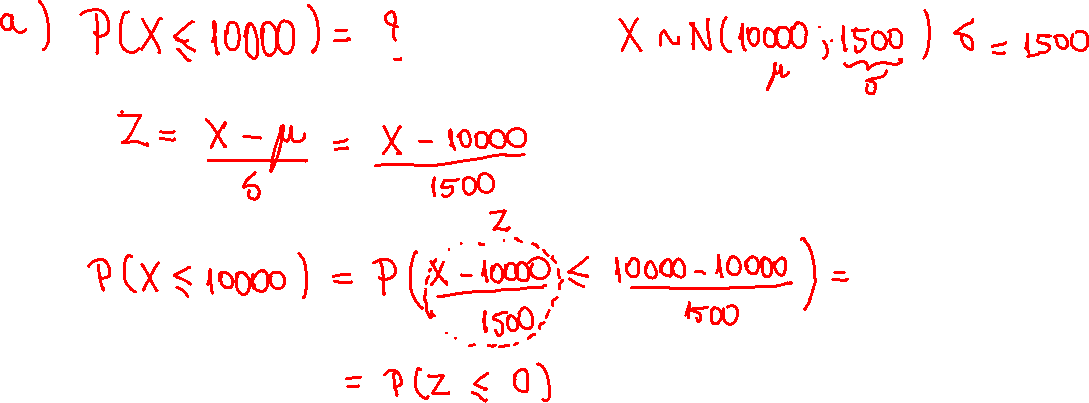 a) P(X ≤ 10000) = ? X ~ N(10000 ; 1500) σ = 1500
μ σ
Z = (X - μ)/σ = (X - 10000)/1500
Z
P(X ≤ 10000) = P((X - 10000)/1500 ≤ (10000 - 10000)/1500) =
= P(Z ≤ 0)